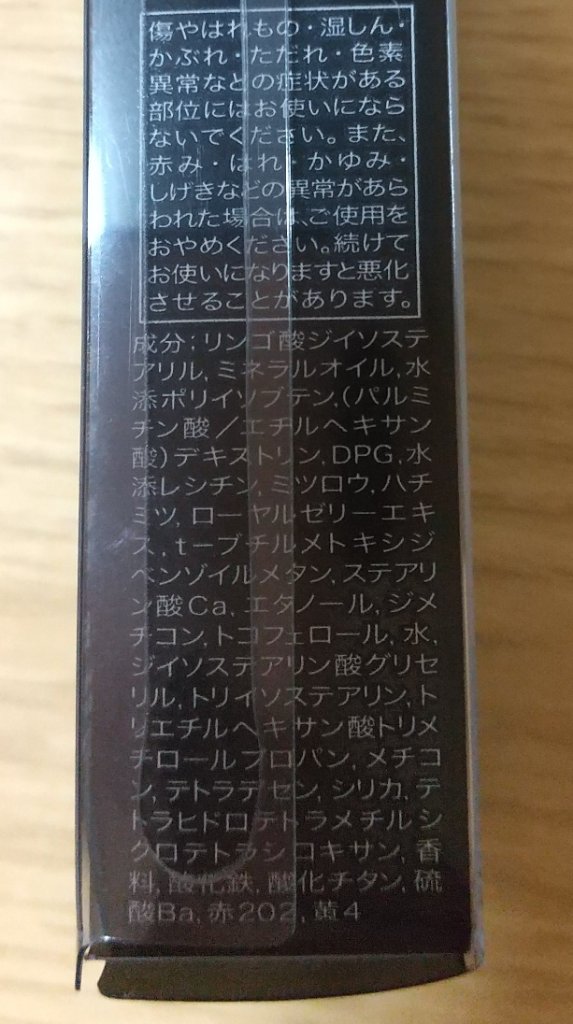 傷やはれもの・湿しん・
かぶれ・ただれ・色素
異常などの症状がある
部位にはお使いになら
ないでください。また、
赤み・はれ・かゆみ・
しげきなどの異常があら
われた場合は、ご使用を
おやめください。続けて
お使いになりますと悪化
させることがあります。
成分：リンゴ酸ジイソステ
アリル, ミネラルオイル, 水
添ポリイソブテン, (パルミ
チン酸／エチルヘキサン
酸)デキストリン, DPG, 水
添レシチン, ミツロウ, ハチ
ミツ, ローヤルゼリーエキ
ス, t－ブチルメトキシジ
ベンゾイルメタン, ステアリ
ン酸Ca, エタノール, ジメ
チコン, トコフェロール, 水,
ジイソステアリン酸グリセ
リル, トリイソステアリン, ト
リエチルヘキサン酸トリメ
チロールプロパン, メチコ
ン, テトラデセン, シリカ, テ
トラヒドロテトラメチルシ
クロテトラシロキサン, 香
料, 酸化鉄, 酸化チタン, 硫
酸Ba, 赤202, 黄4